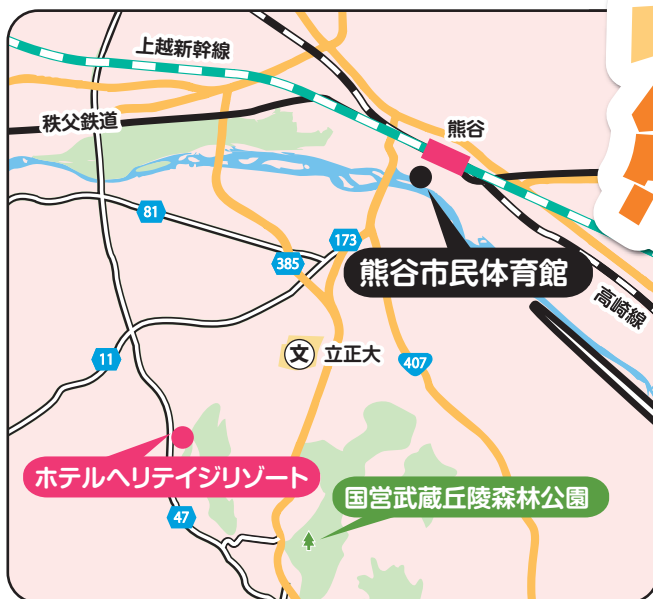 上越新幹線
秩父鉄道
熊谷
81
173
385
熊谷市民体育館
高崎線
11
文
立正大
407
ホテルヘリテイジリゾート
国営武蔵丘陵森林公園
47